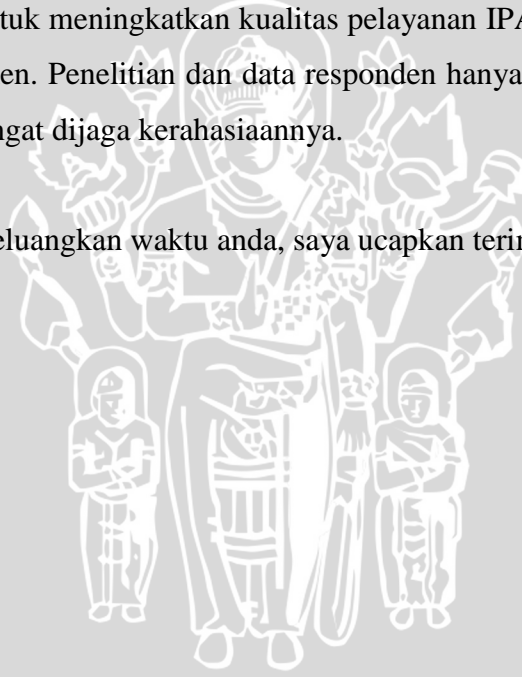 tuk meningkatkan kualitas pelayanan IPA
en. Penelitian dan data responden hanya
ngat dijaga kerahasiaannya.
eluangkan waktu anda, saya ucapkan terin